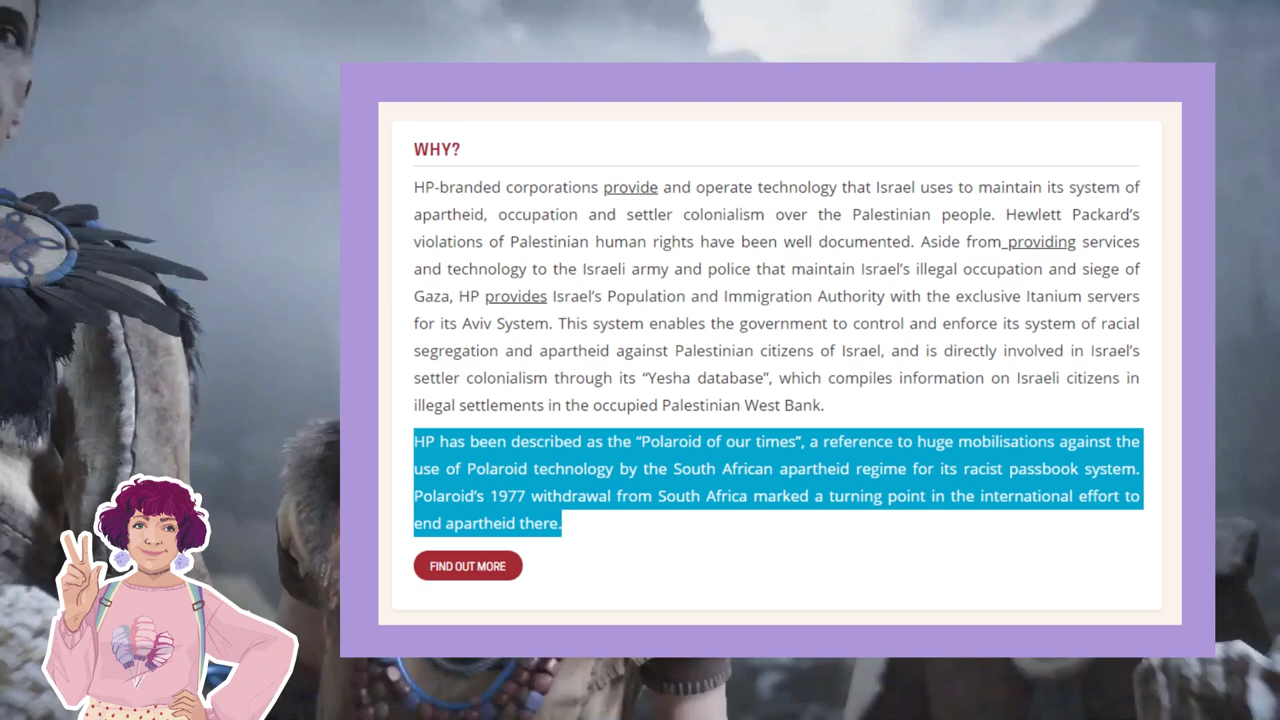 WHY?
HP-branded corporations provide and operate technology that Israel uses to maintain its system of
apartheid, occupation and settler colonialism over the Palestinian people. Hewlett Packard’s
violations of Palestinian human rights have been well documented. Aside from providing services
and technology to the Israeli army and police that maintain Israel’s illegal occupation and siege of
Gaza, HP provides Israel’s Population and Immigration Authority with the exclusive Itanium servers
for its Aviv System. This system enables the government to control and enforce its system of racial
segregation and apartheid against Palestinian citizens of Israel, and is directly involved in Israel’s
settler colonialism through its “Yesha database”, which compiles information on Israeli citizens in
illegal settlements in the occupied Palestinian West Bank.
HP has been described as the “Polaroid of our times”, a reference to huge mobilisations against the
use of Polaroid technology by the South African apartheid regime for its racist passbook system.
Polaroid’s 1977 withdrawal from South Africa marked a turning point in the international effort to
end apartheid there.
FIND OUT MORE